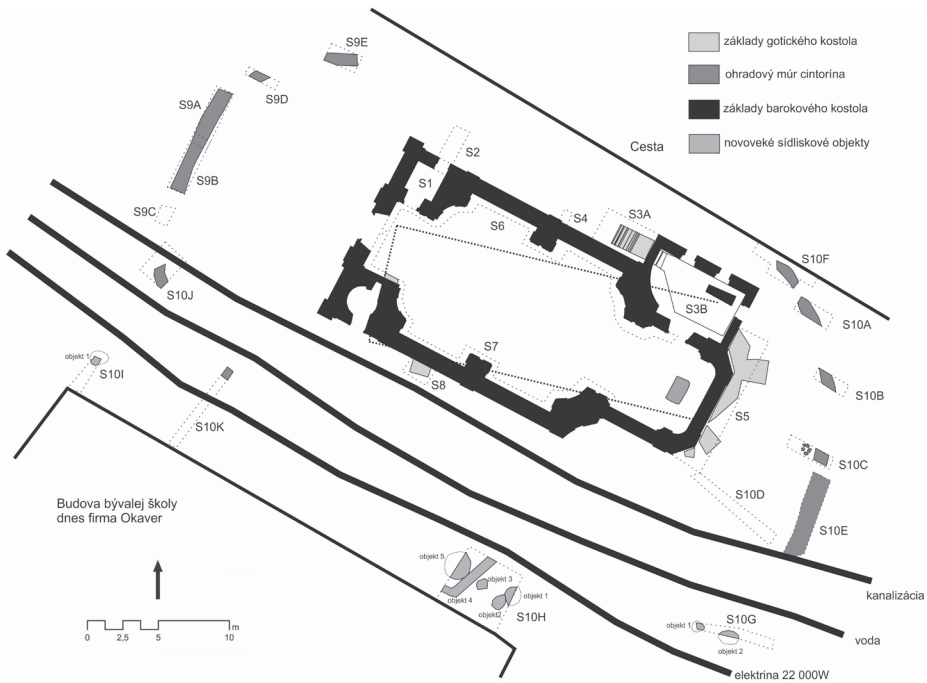 S9E
základy gotického kostola
S9D
ohradový múr cintorína
S9A
základy barokového kostola
S2
Cesta
novoveké sídliskové objekty
S9B
S1
S9C
S6
S4
S3A
S10F
S10J
S3B
S10A
objekt 1
S10I
S7
S8
S10B
S5
S10K
S10C
S10D
Budova bývalej školy
dnes firma Okaver
S10E
objekt 5
objekt 3
objekt 4
objekt 1
objekt2
S10H
kanalizácia
S10G
objekt 1
objekt 2
voda
0 2,5 5 10 m
elektrina 22 000W